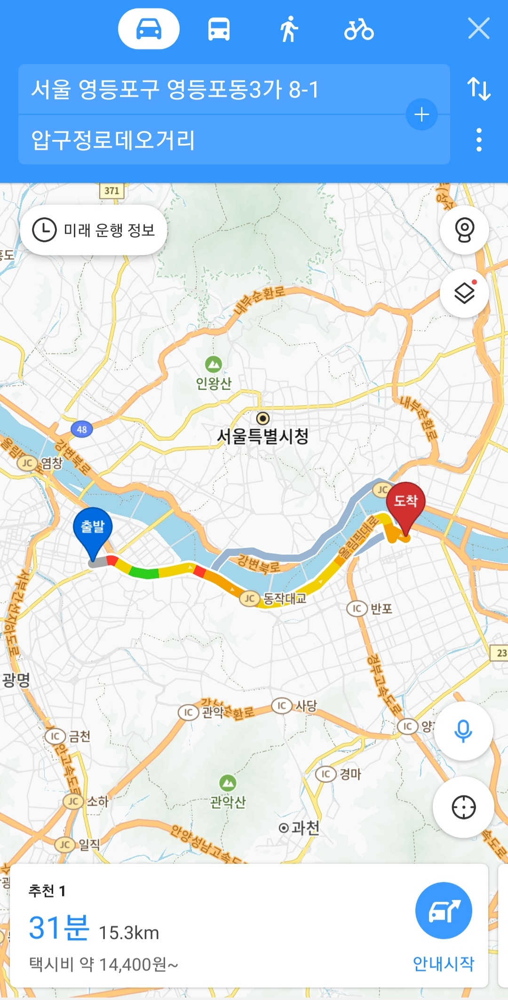 서울 영등포구 영등포동3가 8-1
압구정로데오거리
371
미래 운행 정보
내부순환로
인왕산
서울특별시청
48
내부순환로
강변북로
JC 염창
JC
도착
출발
올림픽대로
강변북로
JC 동작대교
IC 반포
서부간선지하도로
23
경부고속도로
광명
IC 관악
강남순환로
IC 사당
IC
IC 금천
IC 경마
관악산
JC 소하
과천
안양성남고속도
JC 일직
속도로
추천 1
31분 15.3km
택시비 약 14,400원~
안내시작